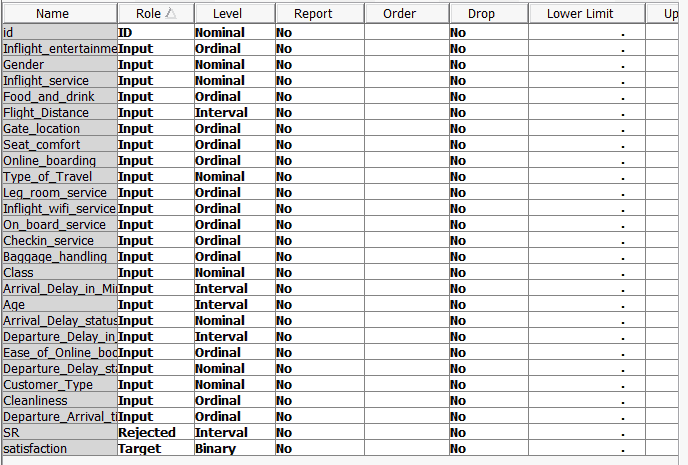 Name Role Level Report Order Drop Lower Limit Up
id ID Nominal No No .
Inflight_entertainme Input Ordinal No No .
Gender Input Nominal No No .
Inflight_service Input Nominal No No .
Food_and_drink Input Ordinal No No .
Flight_Distance Input Interval No No .
Gate_location Input Ordinal No No .
Seat_comfort Input Ordinal No No .
Online_boarding Input Ordinal No No .
Type_of_Travel Input Nominal No No .
Leg_room_service Input Ordinal No No .
Inflight_wifi_service Input Ordinal No No .
On_board_service Input Ordinal No No .
Checkin_service Input Ordinal No No .
Baggage_handling Input Ordinal No No .
Class Input Nominal No No .
Arrival_Delay_in_Mi Input Interval No No .
Age Input Interval No No .
Arrival_Delay_status Input Nominal No No .
Departure_Delay_in_ Input Interval No No .
Ease_of_Online_boo Input Ordinal No No .
Departure_Delay_st Input Nominal No No .
Customer_Type Input Nominal No No .
Cleanliness Input Ordinal No No .
Departure_Arrival_ti Input Ordinal No No .
SR Rejected Interval No No .
satisfaction Target Binary No No .